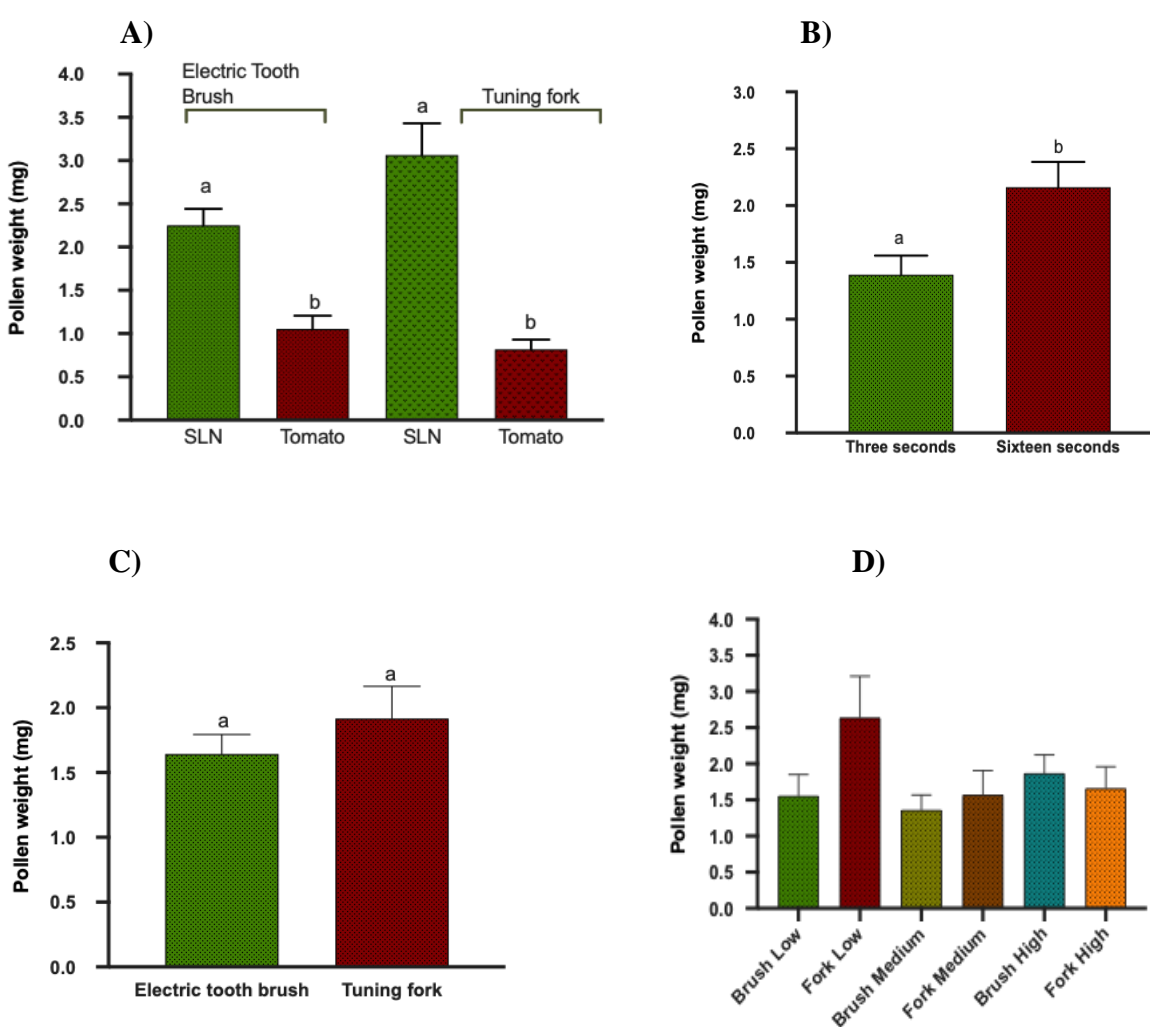 A)
Electric Tooth
Brush
Tuning fork
Pollen weight (mg)
4.0
3.5
3.0
2.5
2.0
1.5
1.0
0.5
0.0
a
b
a
b
SLN
Tomato
SLN
Tomato
B)
Pollen weight (mg)
3.0
2.5
2.0
1.5
1.0
0.5
0.0
a
b
Three seconds
Sixteen seconds
C)
Pollen weight (mg)
2.5
2.0
1.5
1.0
0.5
0.0
a
a
Electric tooth brush
Tuning fork
D)
Pollen weight (mg)
4.0
3.5
3.0
2.5
2.0
1.5
1.0
0.5
0.0
Brush Low
Fork Low
Brush Medium
Fork Medium
Brush High
Fork High